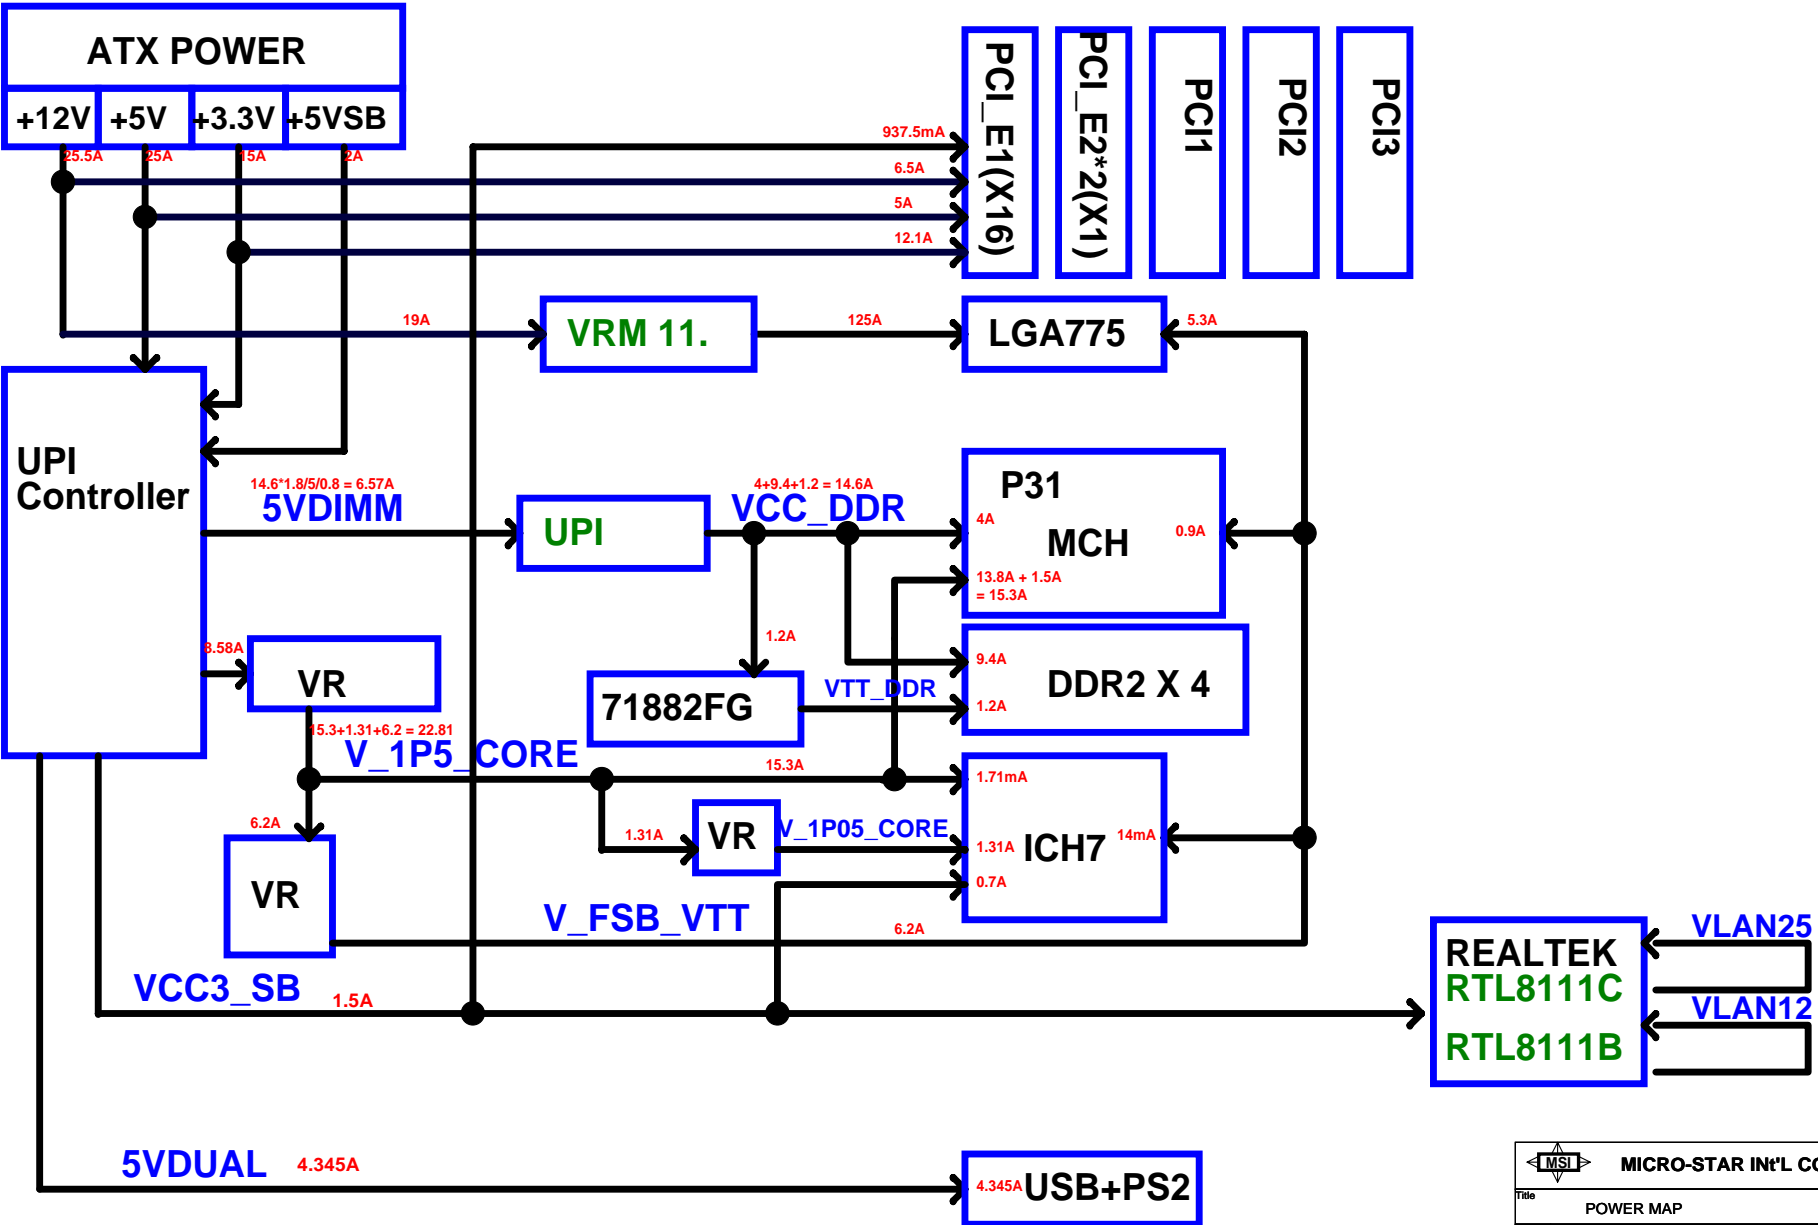 ATX POWER
+12V +5V +3.3V +5VSB
25.5A 25A 15A 2A
PCI_E1(X16)
PCI_E2*2(X1)
PCI1
PCI2
PCI3
937.5mA
6.5A
5A
12.1A
19A
VRM 11.
125A
LGA775
5.3A
UPI
Controller
14.6*1.8/5/0.8 = 6.57A
5VDIMM
UPI
4+9.4+1.2 = 14.6A
VCC_DDR
P31
MCH
4A
0.9A
13.8A + 1.5A
= 15.3A
8.58A
VR
1.2A
71882FG
VTT_DDR
9.4A
DDR2 X 4
1.2A
15.3+1.31+6.2 = 22.81
V_1P5_CORE
15.3A
1.71mA
6.2A
VR
1.31A
VR
V_1P05_CORE
1.31A
ICH7
14mA
0.7A
V_FSB_VTT
6.2A
VCC3_SB
1.5A
REALTEK
RTL8111C
RTL8111B
VLAN25
VLAN12
5VDUAL
4.345A
4.345A
USB+PS2
MSI
MICRO-STAR INt'L CO
Title
POWER MAP